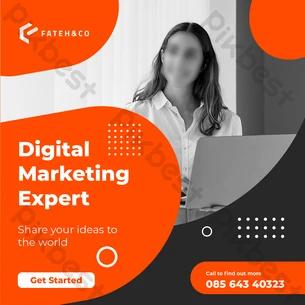 FATEH&CO
pikbest
Digital
Marketing
Expert
Share your ideas to
the world
Get Started
Call to find out more
085 643 40323